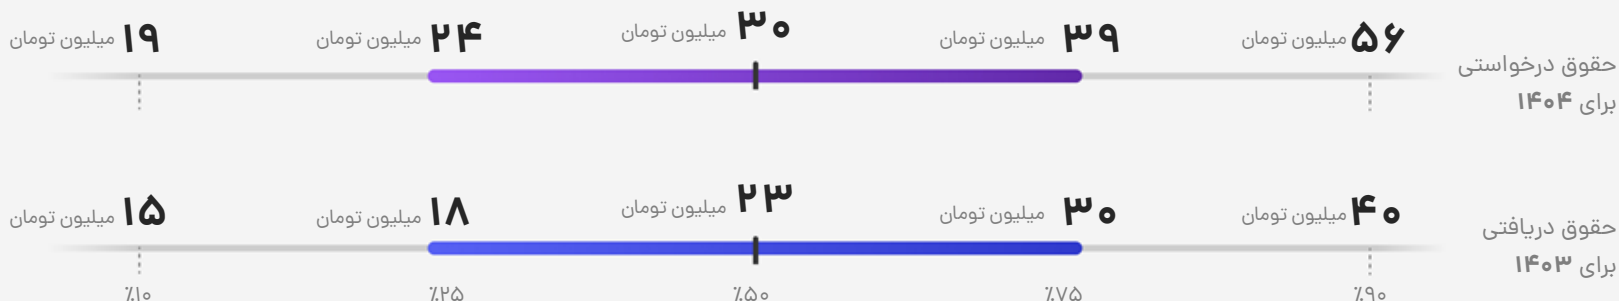 حقوق درخواستی
برای ۱۴۰۴
۵۶ میلیون تومان
۳۹ میلیون تومان
۳۰ میلیون تومان
۲۴ میلیون تومان
۱۹ میلیون تومان
حقوق دریافتی
برای ۱۴۰۳
۴۰ میلیون تومان
۳۰ میلیون تومان
۲۳ میلیون تومان
۱۸ میلیون تومان
۱۵ میلیون تومان
٪۹۰
٪۷۵
٪۵۰
٪۲۵
٪۱۰